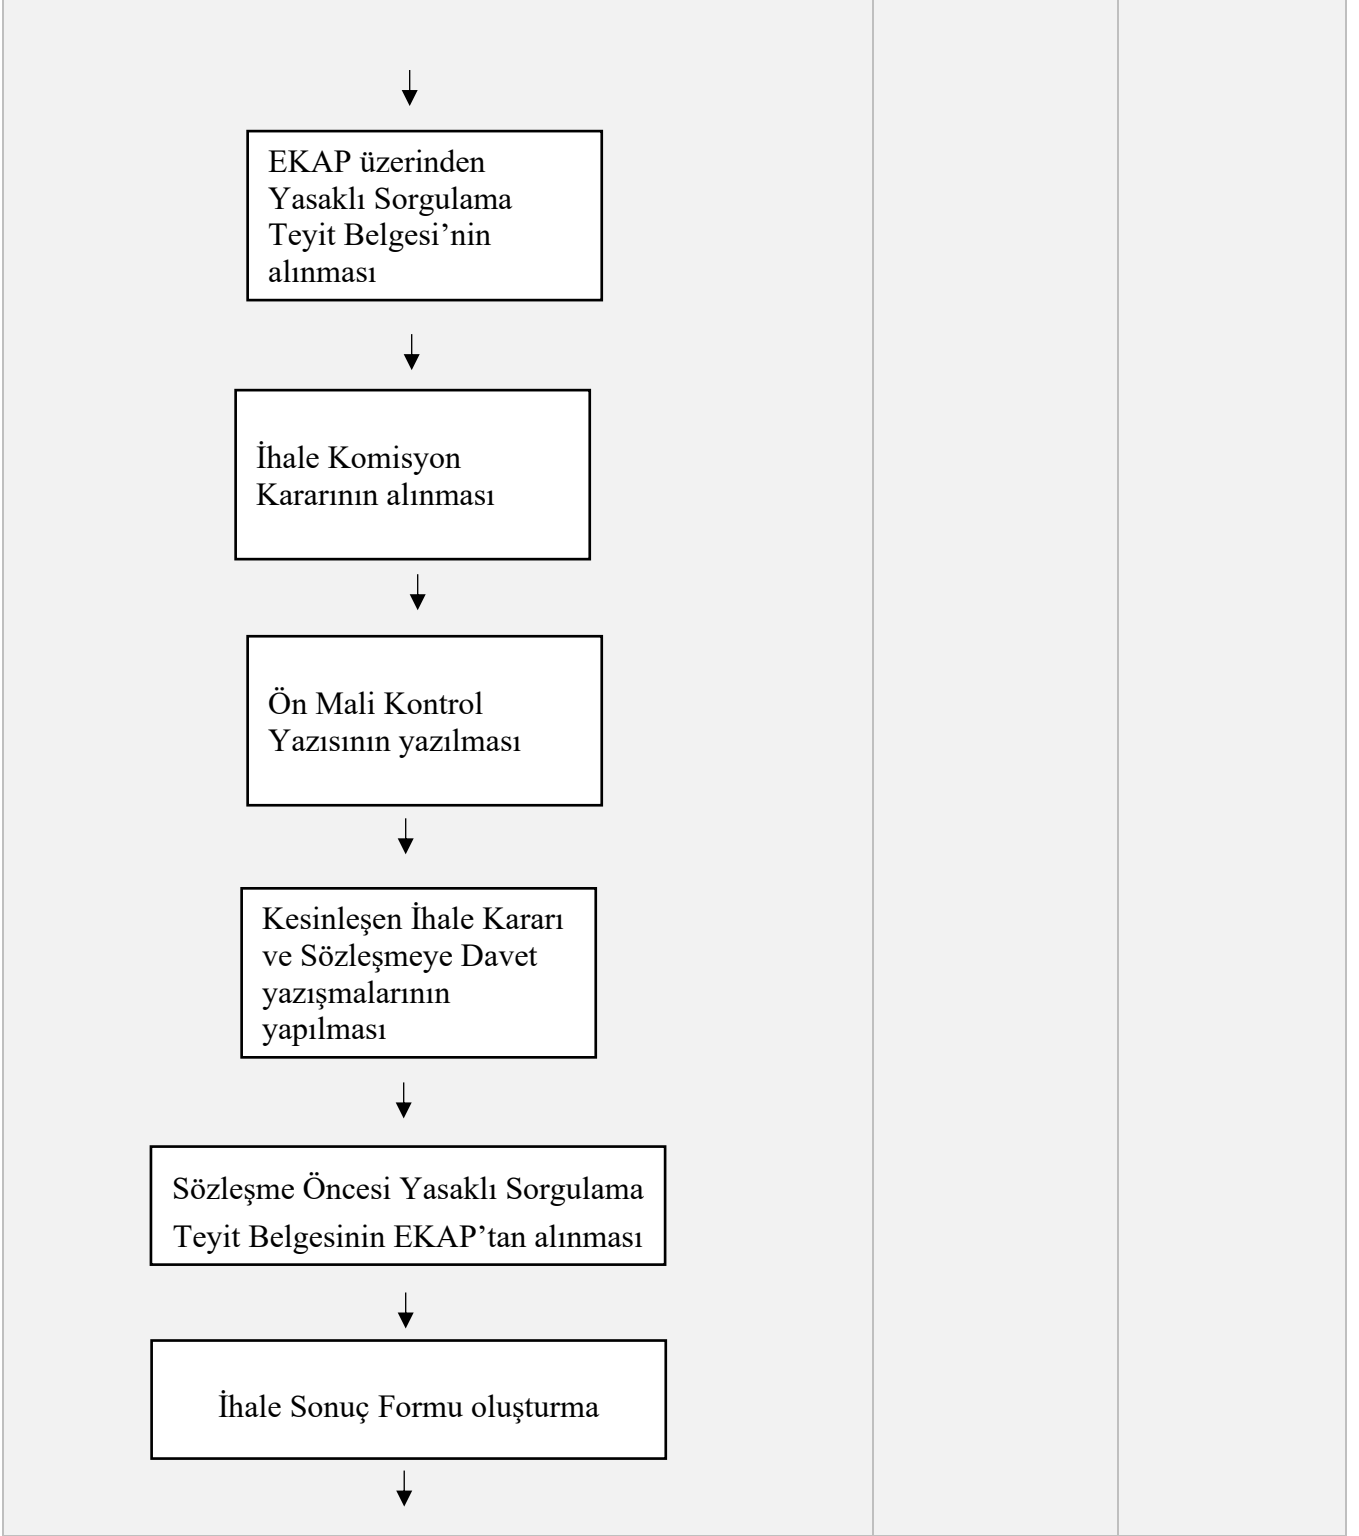 EKAP üzerinden
Yasaklı Sorgulama
Teyit Belgesi’nin
alınması
İhale Komisyon
Kararının alınması
Ön Mali Kontrol
Yazısının yazılması
Kesinleşen İhale Kararı
ve Sözleşmeye Davet
yazışmalarının
yapılması
Sözleşme Öncesi Yasaklı Sorgulama
Teyit Belgesinin EKAP’tan alınması
İhale Sonuç Formu oluşturma